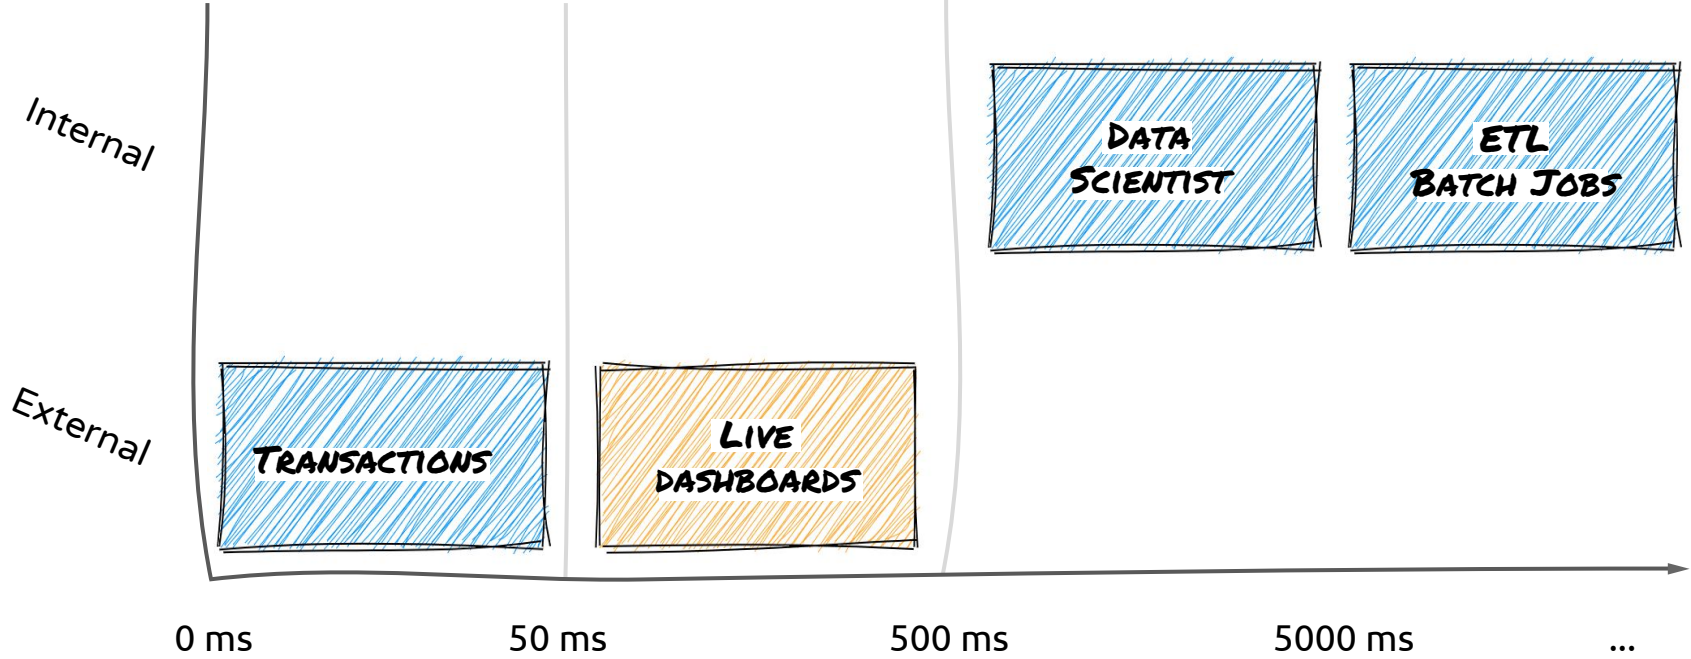 Internal
DATA
SCIENTIST
ETL
BATCH JOBS
External
TRANSACTIONS
LIVE
DASHBOARDS
0 ms
50 ms
500 ms
5000 ms
...